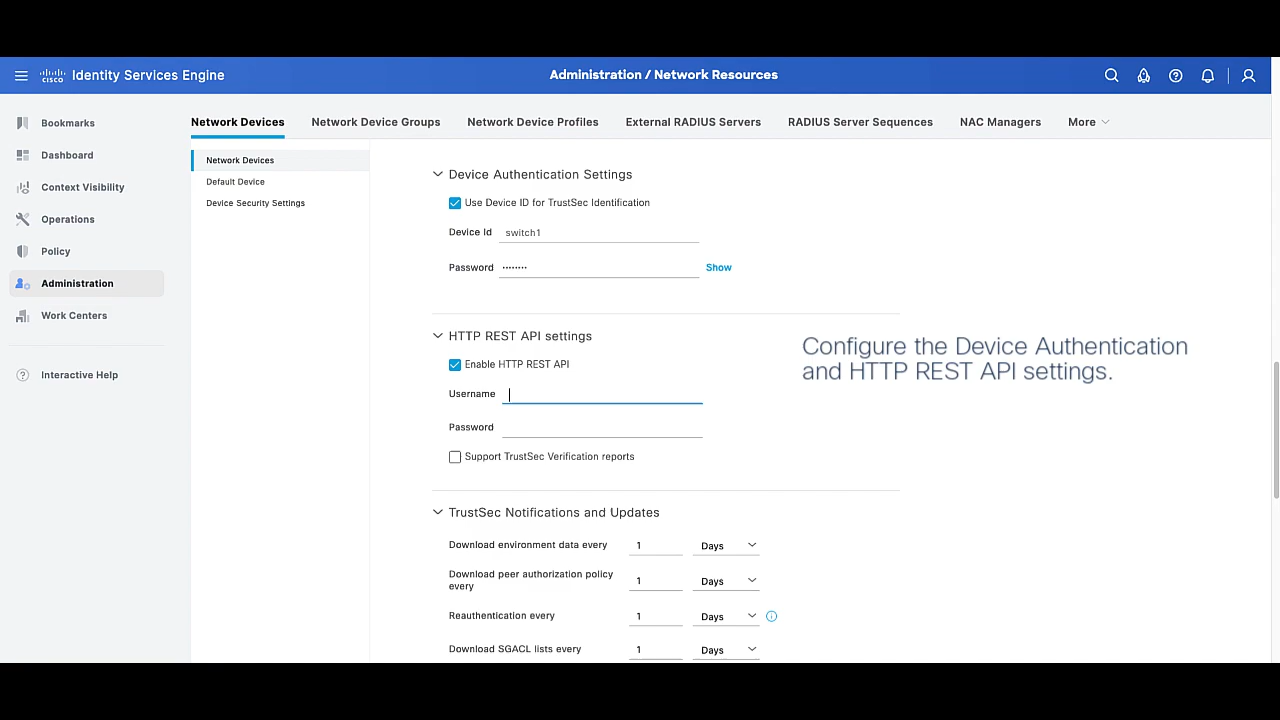 cisco Identity Services Engine
Administration / Network Resources
Bookmarks
Dashboard
Context Visibility
Operations
Policy
Administration
Work Centers
Interactive Help
Network Devices
Network Device Groups
Network Device Profiles
External RADIUS Servers
RADIUS Server Sequences
NAC Managers
More
Network Devices
Default Device
Device Security Settings
Device Authentication Settings
Use Device ID for TrustSec Identification
Device Id switch1
Password ········ Show
HTTP REST API settings
Enable HTTP REST API
Username
Password
Support TrustSec Verification reports
Configure the Device Authentication
and HTTP REST API settings.
TrustSec Notifications and Updates
Download environment data every 1 Days
Download peer authorization policy
every 1 Days
Reauthentication every 1 Days
Download SGACL lists every 1 Days